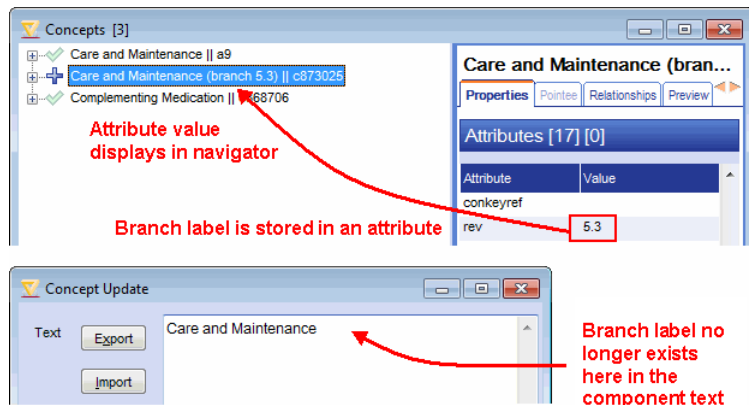 Concepts [3]
Care and Maintenance || a9
Care and Maintenance (branch 5.3) || c873025
Complementing Medication || 68706
Attribute value
displays in navigator
Branch label is stored in an attribute
Care and Maintenance (bran...
Properties Pointee Relationships Preview
Attributes [17] [0]
Attribute Value
conkeyref
rev 5.3
Concept Update
Text Export
Care and Maintenance
Import
Branch label no
longer exists
here in the
component text